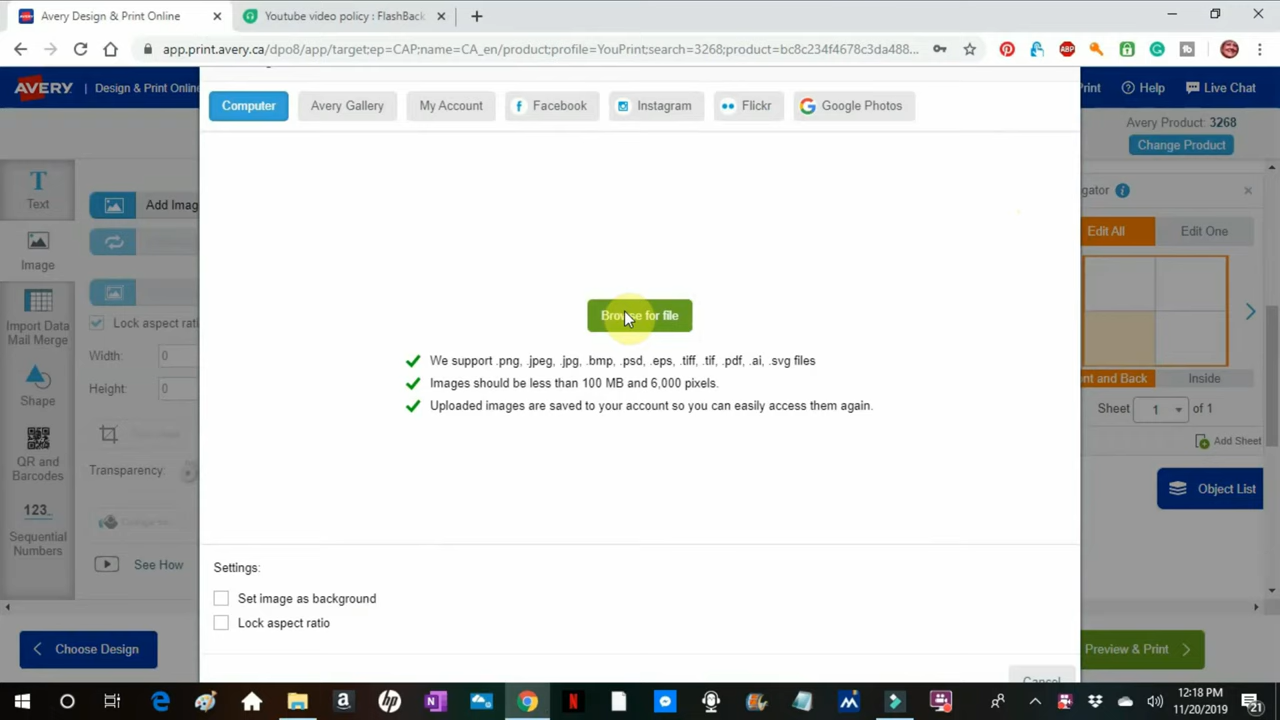 Avery Design & Print Online
Youtube video policy : FlashBack
app.print.avery.ca/dpo8/app/target;ep=CAP:name=CA_en/product:profile=YouPrint;search=3268;product=bc8c234f4678c3da488...
AVERY Design & Print Online
Print Help Live Chat
Computer Avery Gallery My Account Facebook Instagram Flickr Google Photos
Avery Product: 3268
Change Product
Text
Add Imag
Image
Import Data
Mail Merge
Lock aspect rati
Width: 0
Height: 0
Shape
Transparency:
QR and
Barcodes
123...
Sequential
Numbers
See How
Browse for file
We support .png, .jpeg, .jpg, .bmp, .psd, .eps, .tiff, .tif, .pdf, .ai, .svg files
Images should be less than 100 MB and 6,000 pixels.
Uploaded images are saved to your account so you can easily access them again.
gator
Edit All Edit One
nt and Back Inside
Sheet 1 of 1
Add Sheet
Object List
Settings:
Set image as background
Lock aspect ratio
Choose Design
Preview & Print
Cancel
12:18 PM
11/20/2019
21